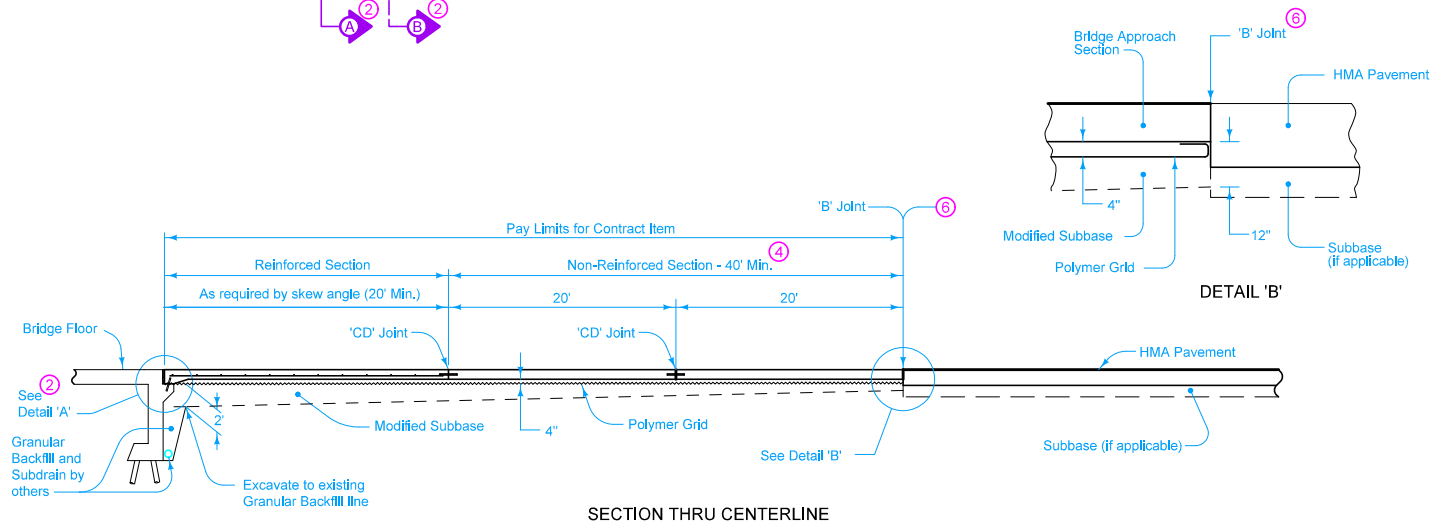 2 2
A B
6
Bridge Approach
Section
'B' Joint
HMA Pavement
4"
12"
Modified Subbase
Polymer Grid
Subbase
(if applicable)
DETAIL 'B'
'B' Joint 6
Pay Limits for Contract Item
4
Reinforced Section
Non-Reinforced Section - 40' Min.
As required by skew angle (20' Min.)
20' 20'
Bridge Floor
'CD' Joint
'CD' Joint
HMA Pavement
2
See
Detail 'A'
2'
Modified Subbase
4"
Polymer Grid
Granular
Backfill and
Subdrain by
others
See Detail 'B'
Subbase (if applicable)
Excavate to existing
Granular Backfill line
SECTION THRU CENTERLINE